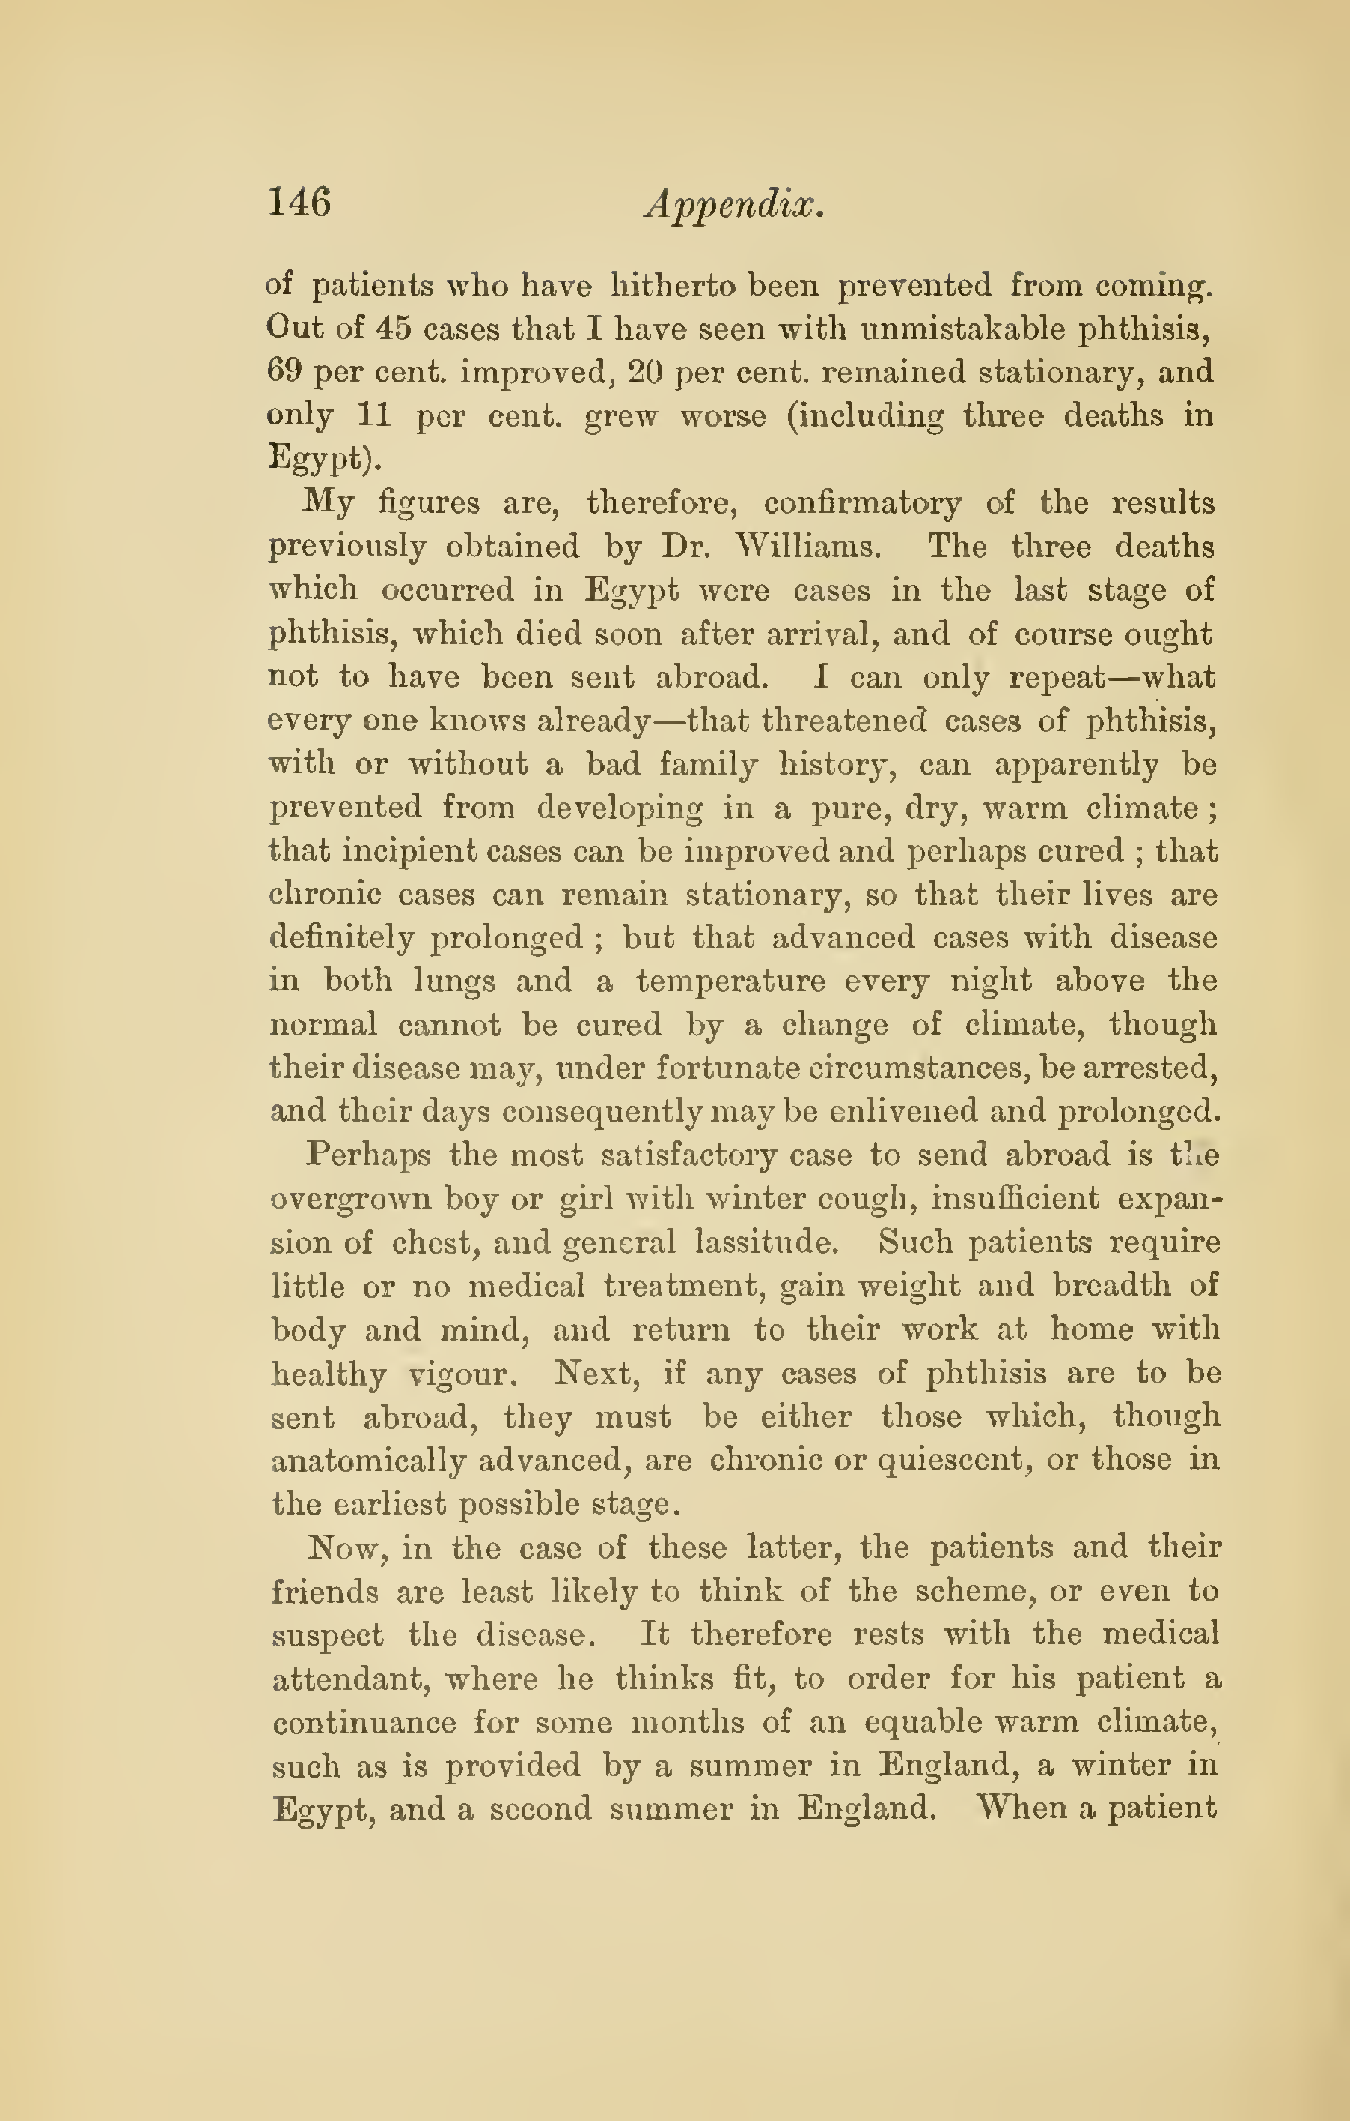 146 Appendix.
of patients who have hitherto been prevented from coming.
Out of 45 cases that I have seen with unmistakable phthisis,
69 per cent. improved, 20 per cent. remained stationary, and
only 11 per cent. grew worse (including three deaths in
Egypt).
My figures are, therefore, confirmatory of the results
previously obtained by Dr. Williams. The three deaths
which occurred in Egypt were cases in the last stage of
phthisis, which died soon after arrival, and of course ought
not to have been sent abroad. I can only repeat—what
every one knows already—that threatened cases of phthisis,
with or without a bad family history, can apparently be
prevented from developing in a pure, dry, warm climate ;
that incipient cases can be improved and perhaps cured ; that
chronic cases can remain stationary, so that their lives are
definitely prolonged ; but that advanced cases with disease
in both lungs and a temperature every night above the
normal cannot be cured by a change of climate, though
their disease may, under fortunate circumstances, be arrested,
and their days consequently may be enlivened and prolonged.
Perhaps the most satisfactory case to send abroad is the
overgrown boy or girl with winter cough, insufficient expan-
sion of chest, and general lassitude. Such patients require
little or no medical treatment, gain weight and breadth of
body and mind, and return to their work at home with
healthy vigour. Next, if any cases of phthisis are to be
sent abroad, they must be either those which, though
anatomically advanced, are chronic or quiescent, or those in
the earliest possible stage.
Now, in the case of these latter, the patients and their
friends are least likely to think of the scheme, or even to
suspect the disease. It therefore rests with the medical
attendant, where he thinks fit, to order for his patient a
continuance for some months of an equable warm climate,
such as is provided by a summer in England, a winter in
Egypt, and a second summer in England. When a patient